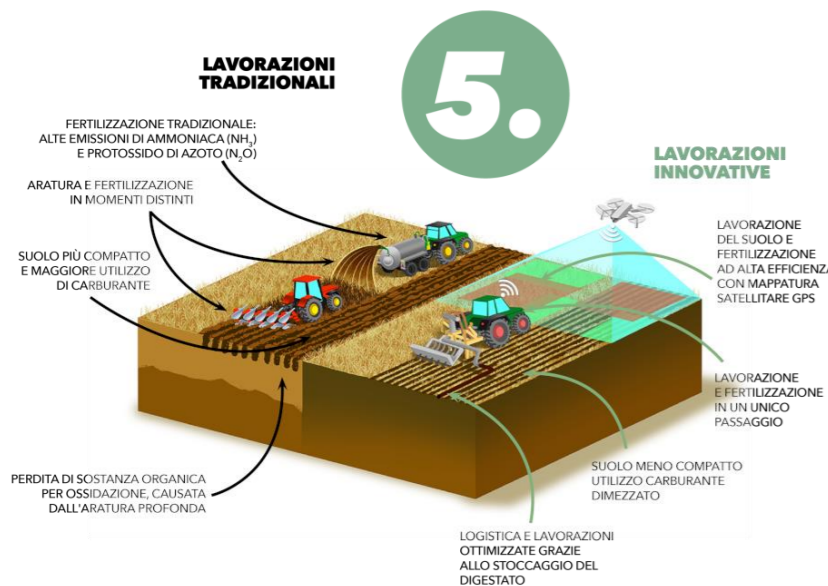 LAVORAZIONI
TRADIZIONALI
5.
FERTILIZZAZIONE TRADIZIONALE:
ALTE EMISSIONI DI AMMONIACA (NH₃)
E PROTOSSIDO DI AZOTO (N₂O)
ARATURA E FERTILIZZAZIONE
IN MOMENTI DISTINTI
SUOLO PIÙ COMPATTO
E MAGGIORE UTILIZZO
DI CARBURANTE
PERDITA DI SOSTANZA ORGANICA
PER OSSIDAZIONE, CAUSATA
DALL'ARATURA PROFONDA
LAVORAZIONI
INNOVATIVE
LAVORAZIONE
DEL SUOLO E
FERTILIZZAZIONE
AD ALTA EFFICIENZA
CON MAPPATURA
SATELLITARE GPS
LAVORAZIONE
E FERTILIZZAZIONE
IN UN UNICO
PASSAGGIO
SUOLO MENO COMPATTO
UTILIZZO CARBURANTE
DIMEZZATO
LOGISTICA E LAVORAZIONI
OTTIMIZZATE GRAZIE
ALLO STOCCAGGIO DEL
DIGESTATO